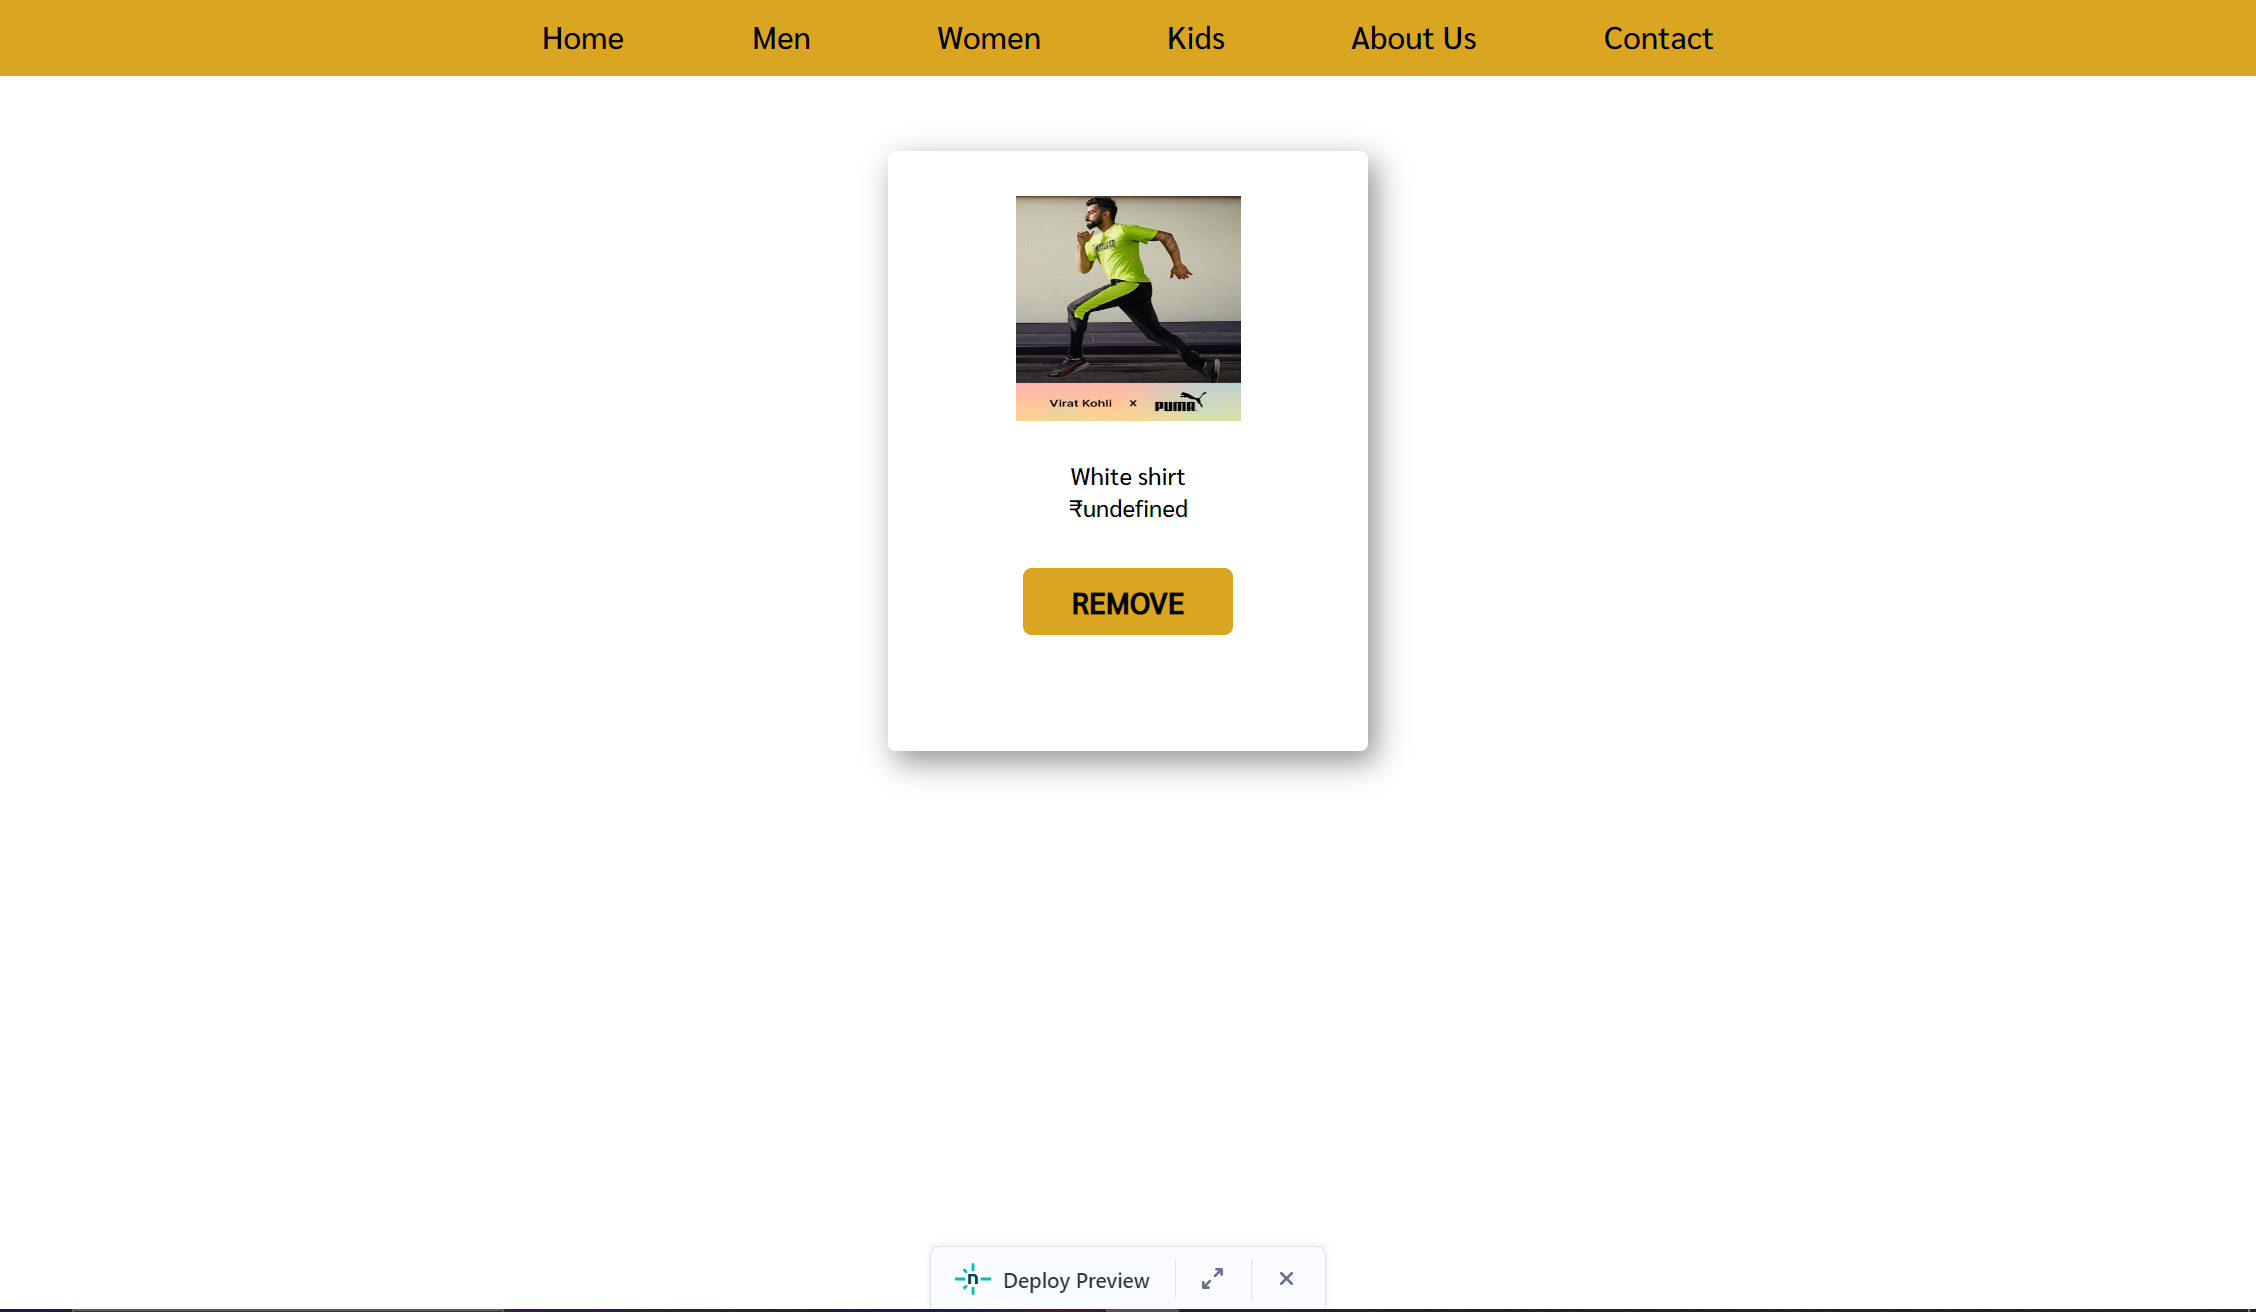 Home Men Women Kids About Us Contact
Virat Kohli x PUMA
White shirt
₹undefined
REMOVE
n Deploy Preview